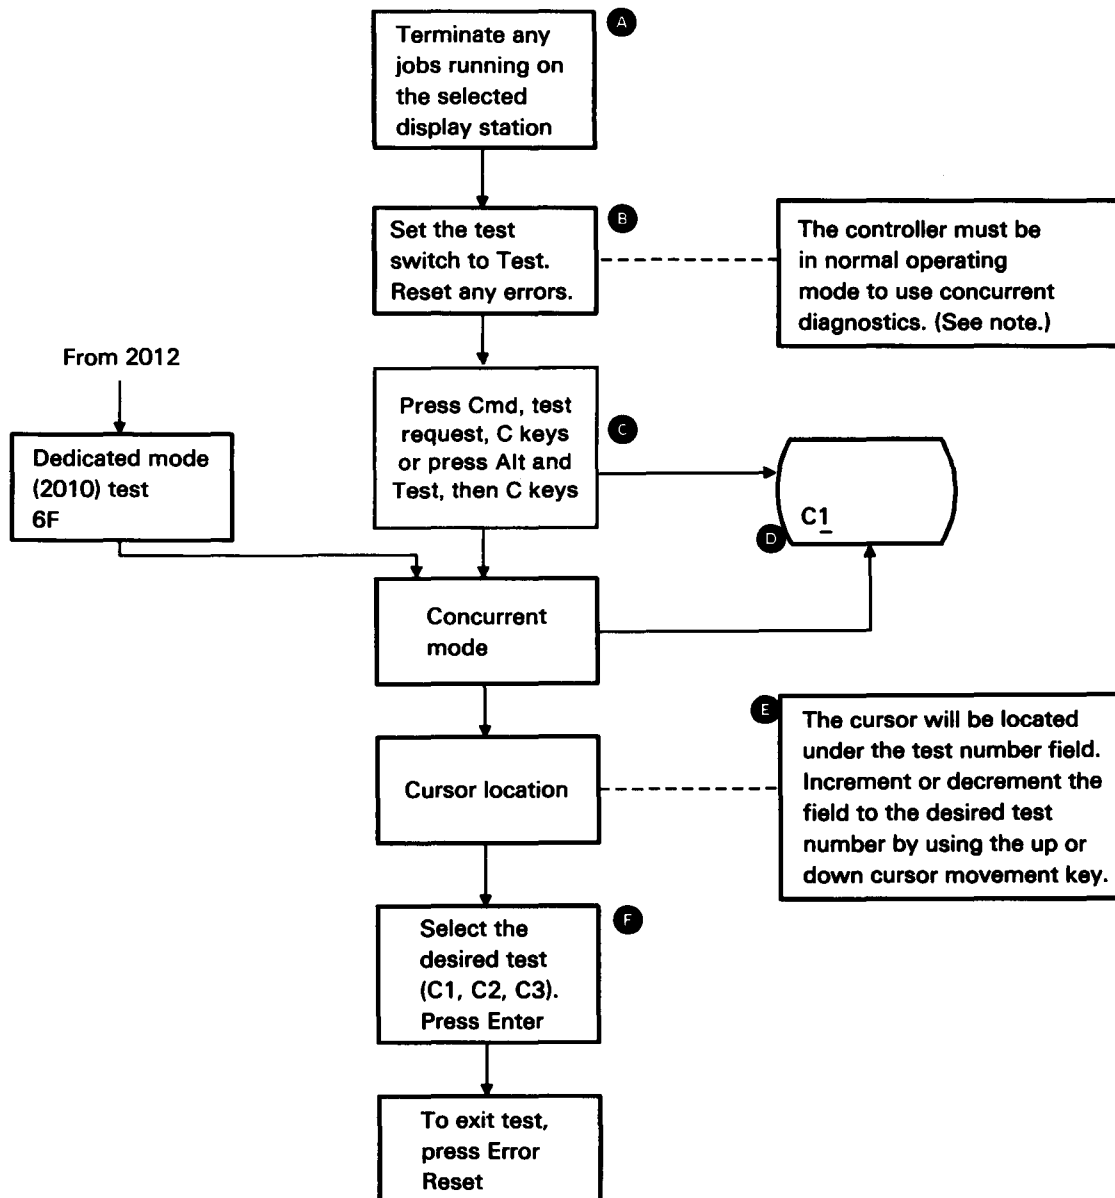 A
Terminate any
jobs running on
the selected
display station
B
Set the test
switch to Test.
Reset any errors.
The controller must be
in normal operating
mode to use concurrent
diagnostics. (See note.)
From 2012
Dedicated mode
(2010) test
6F
C
Press Cmd, test
request, C keys
or press Alt and
Test, then C keys
C1
D
Concurrent
mode
E
Cursor location
The cursor will be located
under the test number field.
Increment or decrement the
field to the desired test
number by using the up or
down cursor movement key.
F
Select the
desired test
(C1, C2, C3).
Press Enter
To exit test,
press Error
Reset